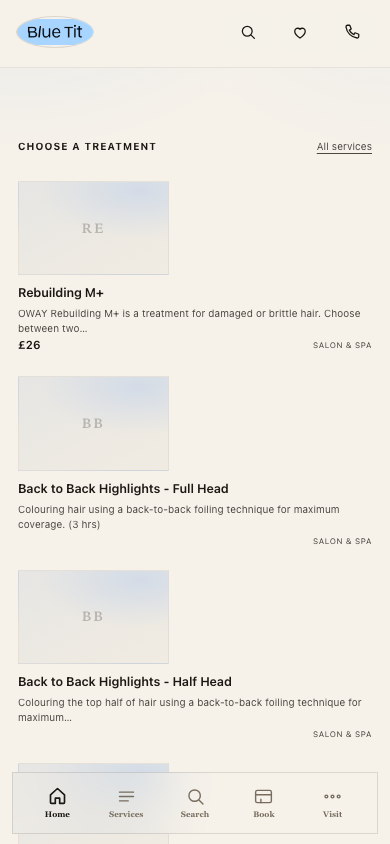 Blue Tit
CHOOSE A TREATMENT
All services
RE
Rebuilding M+
OWAY Rebuilding M+ is a treatment for damaged or brittle hair. Choose
between two...
£26
SALON & SPA
BB
Back to Back Highlights - Full Head
Colouring hair using a back-to-back foiling technique for maximum
coverage. (3 hrs)
SALON & SPA
BB
Back to Back Highlights - Half Head
Colouring the top half of hair using a back-to-back foiling technique for
maximum...
SALON & SPA
Home
Services
Search
Book
Visit